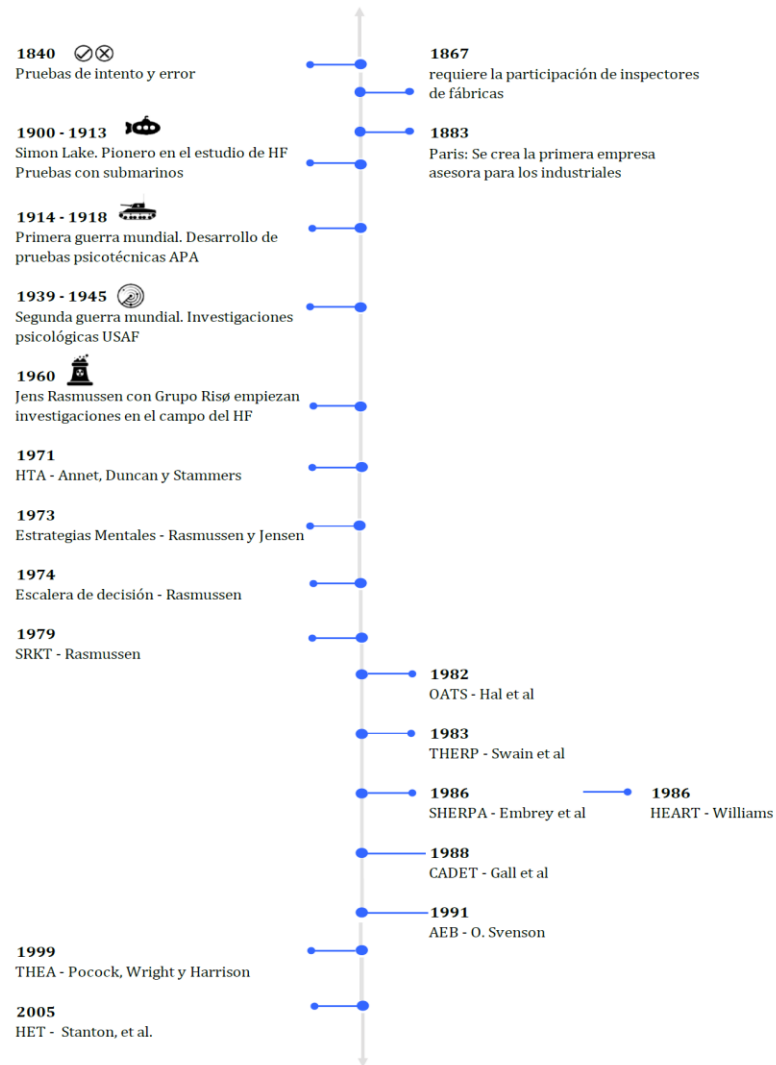 1840
Pruebas de intento y error
1867
requiere la participación de inspectores
de fábricas
1883
Paris: Se crea la primera empresa
asesora para los industriales
1900 - 1913
Simon Lake. Pionero en el estudio de HF
Pruebas con submarinos
1914 - 1918
Primera guerra mundial. Desarrollo de
pruebas psicotécnicas APA
1939 - 1945
Segunda guerra mundial. Investigaciones
psicológicas USAF
1960
Jens Rasmussen con Grupo Risø empiezan
investigaciones en el campo del HF
1971
HTA - Annet, Duncan y Stammers
1973
Estrategias Mentales - Rasmussen y Jensen
1974
Escalera de decisión - Rasmussen
1979
SRKT - Rasmussen
1982
OATS - Hal et al
1983
THERP - Swain et al
1986
SHERPA - Embrey et al
1986
HEART - Williams
1988
CADET - Gall et al
1991
AEB - O. Svenson
1999
THEA - Pocock, Wright y Harrison
2005
HET - Stanton, et al.